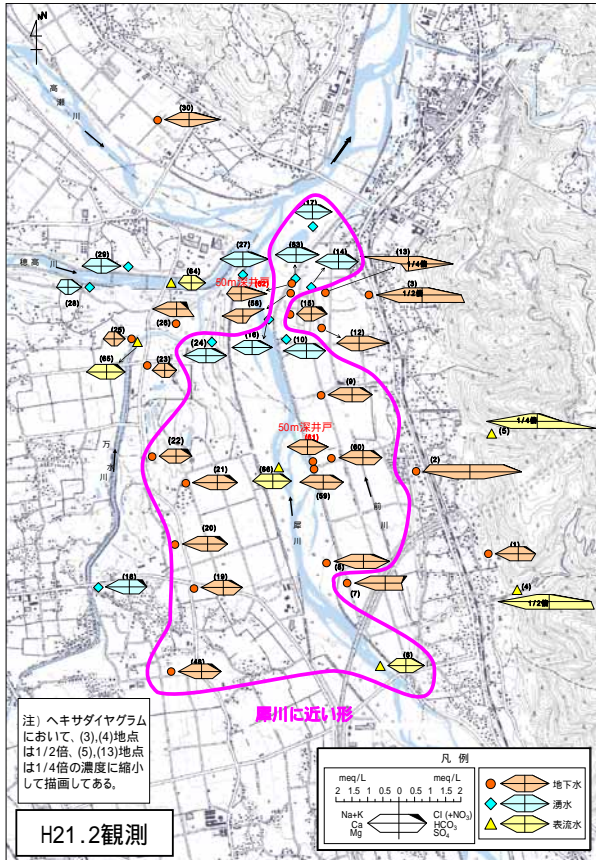 N
高瀬川
(30)
(17)
(29)
(27)
(53)
(14)
(13)
1/4倍
穂高川
(28)
(64)
50m深井戸
(62)
(3)
1/2倍
(58)
(15)
(26)
(25)
(24)
(16)
(10)
(12)
(65)
(23)
(9)
1/4倍
(5)
50m深井戸
(61)
万水川
(22)
(60)
(2)
(21)
(66)
(59)
犀川
前川
(20)
(1)
(8)
(18)
(19)
(7)
(4)
1/2倍
(6)
犀川に近い形
注) ヘキサダイヤグラム
において、(3),(4)地点
は1/2倍、(5),(13)地点
は1/4倍の濃度に縮小
して描画してある。
H21.2観測
凡 例
meq/L meq/L
2 1.5 1 0.5 0 0.5 1 1.5 2
Na+K Cl (+NO₃)
Ca HCO₃
Mg SO₄
地下水
湧水
表流水